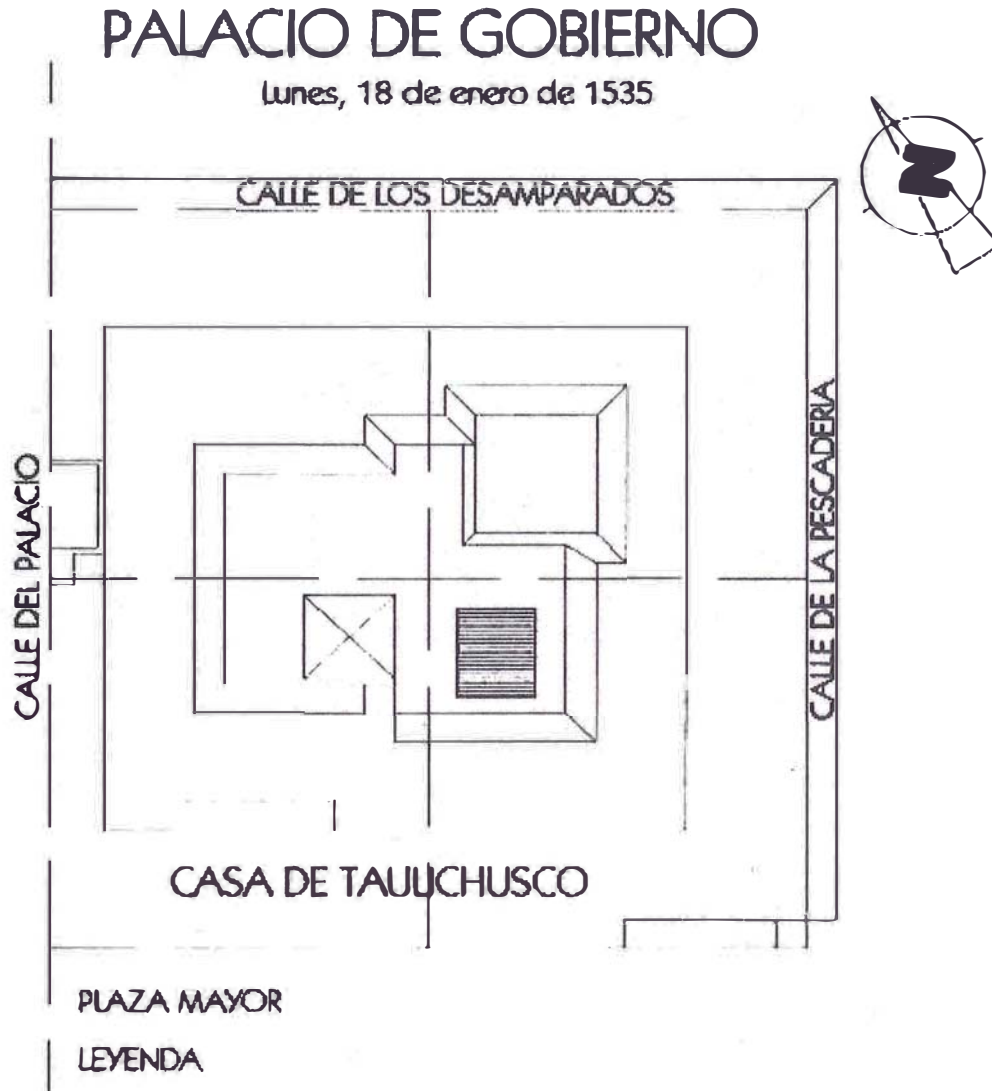 PALACIO DE GOBIERNO
Lunes, 18 de enero de 1535
N
CALLE DE LOS DESAMPARADOS
CALLE DEL PALACIO
CALLE DE LA PESCADERIA
CASA DE TAULICHUSCO
PLAZA MAYOR
LEYENDA